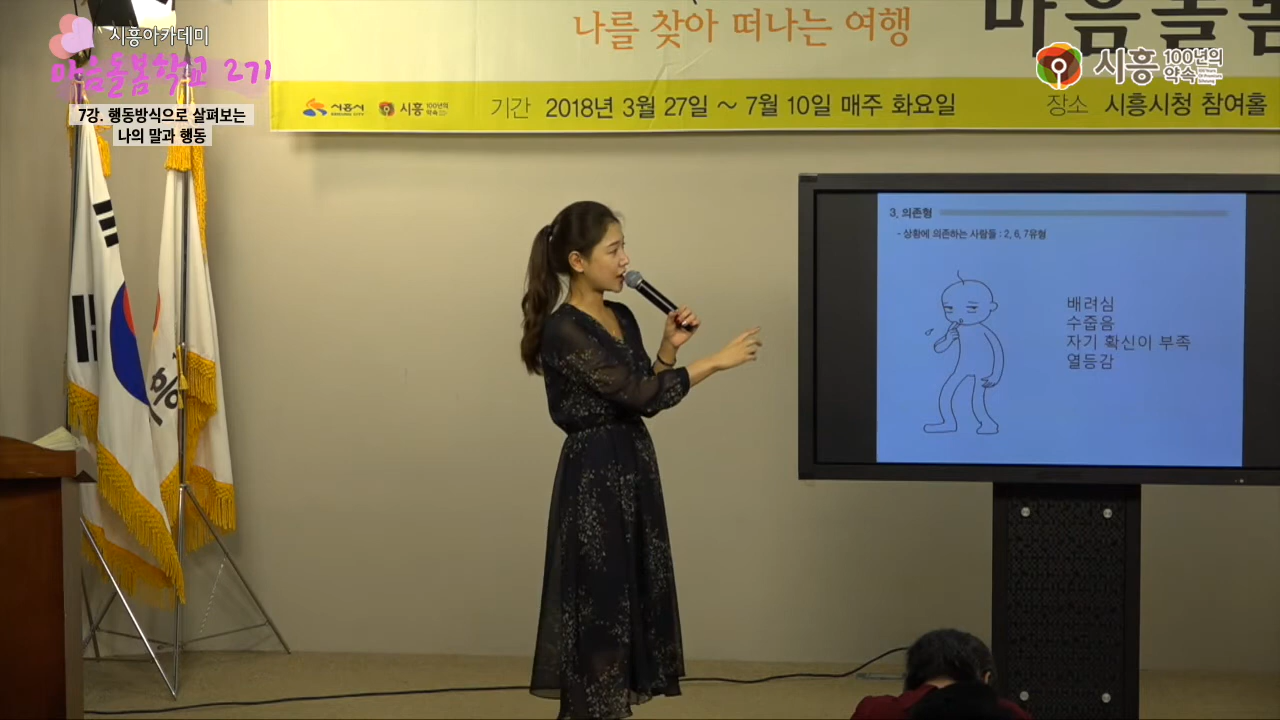 시흥아카데미
마음돌봄학교 2기
7강. 행동방식으로 살펴보는
나의 말과 행동
나를 찾아 떠나는 여행
마음돌봄
시흥 100년의 약속
시흥시 시흥 100년의 약속
기간 2018년 3월 27일 ~ 7월 10일 매주 화요일 장소 시흥시청 참여홀
3. 의존형
- 상황에 의존하는 사람들 : 2, 6, 7유형
배려심
수줍음
자기 확신이 부족
열등감